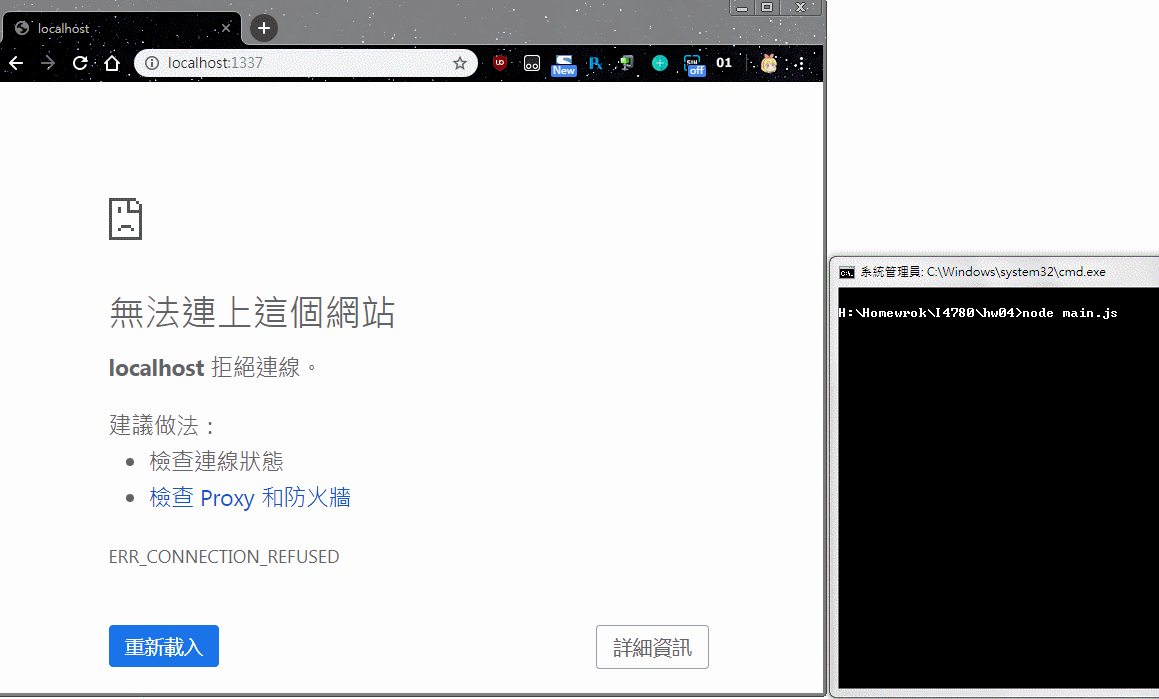 localhost
localhost:1337
New
off
01
無法連上這個網站
localhost 拒絕連線。
建議做法：
檢查連線狀態
檢查 Proxy 和防火牆
ERR_CONNECTION_REFUSED
重新載入
詳細資訊
系統管理員: C:\Windows\system32\cmd.exe
H:\Homewrok\I4780\hw04>node main.js